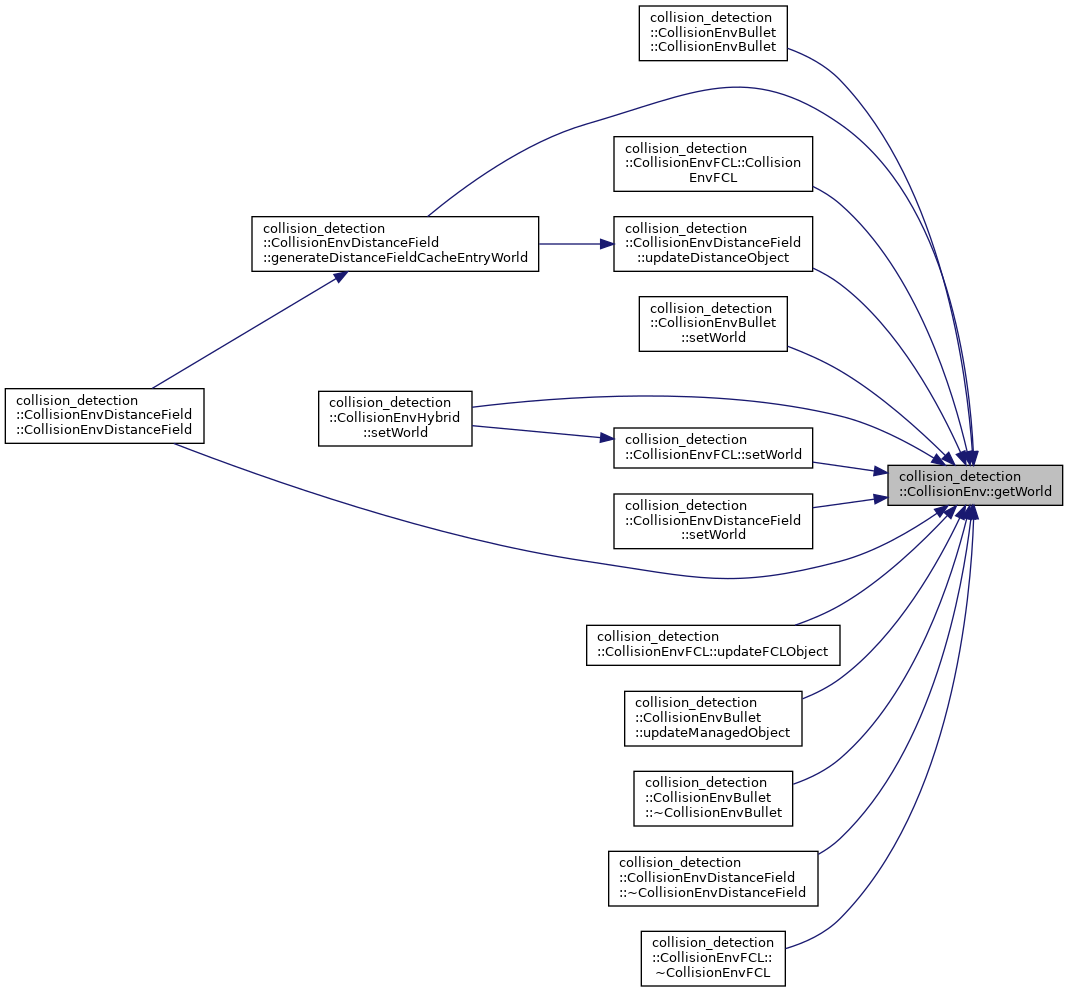 collision_detection
::CollisionEnvBullet
::CollisionEnvBullet
collision_detection
::CollisionEnvFCL::Collision
EnvFCL
collision_detection
::CollisionEnvDistanceField
::generateDistanceFieldCacheEntryWorld
collision_detection
::CollisionEnvDistanceField
::updateDistanceObject
collision_detection
::CollisionEnvBullet
::setWorld
collision_detection
::CollisionEnvDistanceField
::CollisionEnvDistanceField
collision_detection
::CollisionEnvHybrid
::setWorld
collision_detection
::CollisionEnvFCL::setWorld
collision_detection
::CollisionEnv::getWorld
collision_detection
::CollisionEnvDistanceField
::setWorld
collision_detection
::CollisionEnvFCL::updateFCLObject
collision_detection
::CollisionEnvBullet
::updateManagedObject
collision_detection
::CollisionEnvBullet
::~CollisionEnvBullet
collision_detection
::CollisionEnvDistanceField
::~CollisionEnvDistanceField
collision_detection
::CollisionEnvFCL::
~CollisionEnvFCL